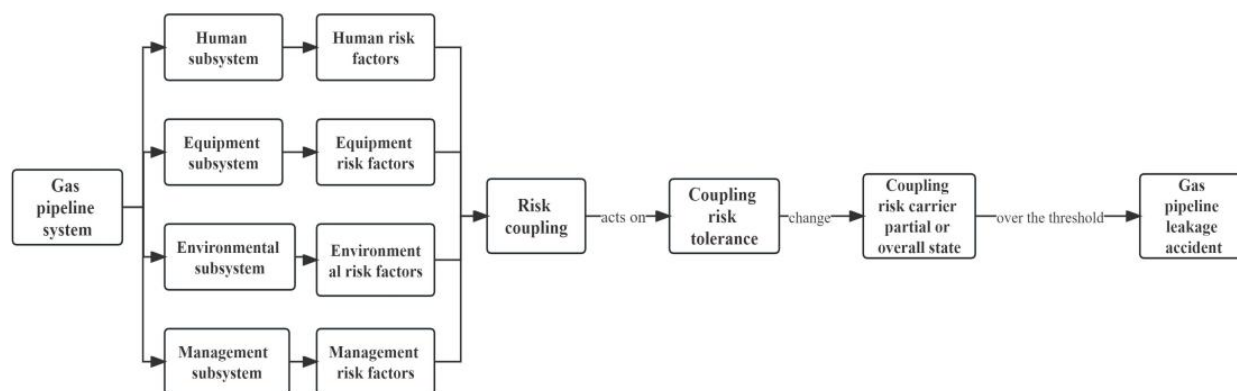 Gas
pipeline
system
Human
subsystem
Human risk
factors
Equipment
subsystem
Equipment
risk factors
Environmental
subsystem
Environment
al risk factors
Management
subsystem
Management
risk factors
Risk
coupling
acts on
Coupling
risk
tolerance
change
Coupling
risk carrier
partial or
overall state
over the threshold
Gas
pipeline
leakage
accident